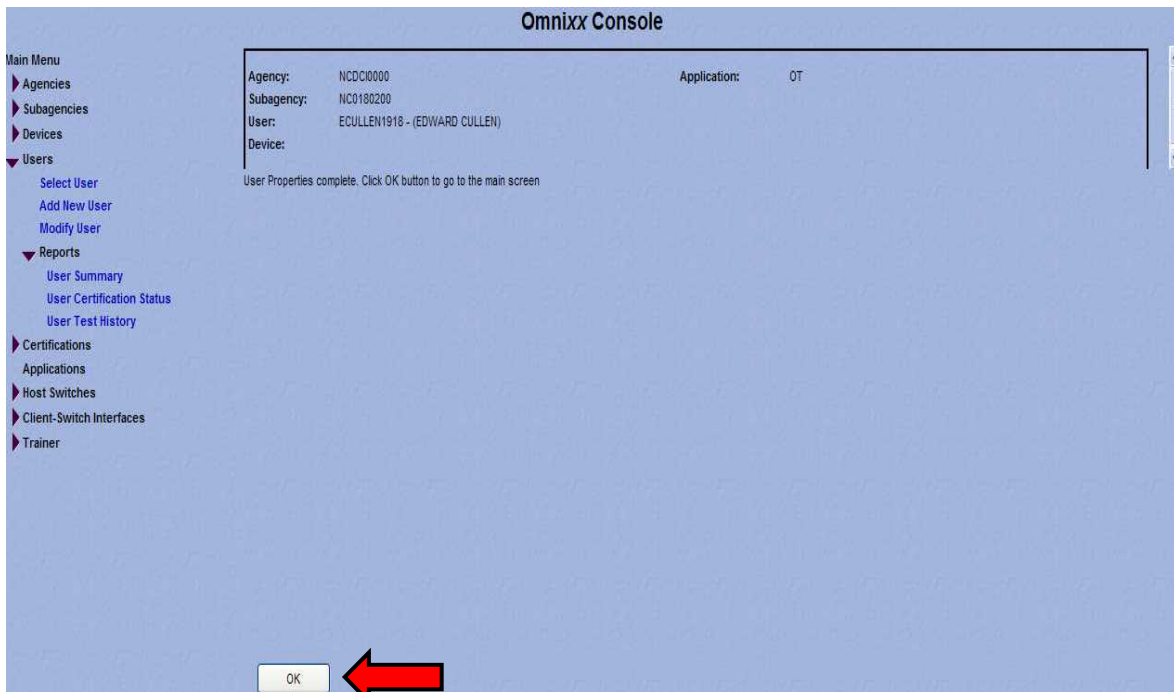 Omnixx Console
Main Menu
Agencies
Subagencies
Devices
Users
Select User
Add New User
Modify User
Reports
User Summary
User Certification Status
User Test History
Certifications
Applications
Host Switches
Client-Switch Interfaces
Trainer
Agency: NCDCI0000 Application: OT
Subagency: NC0180200
User: ECULLEN1918 - (EDWARD CULLEN)
Device:
User Properties complete. Click OK button to go to the main screen
OK